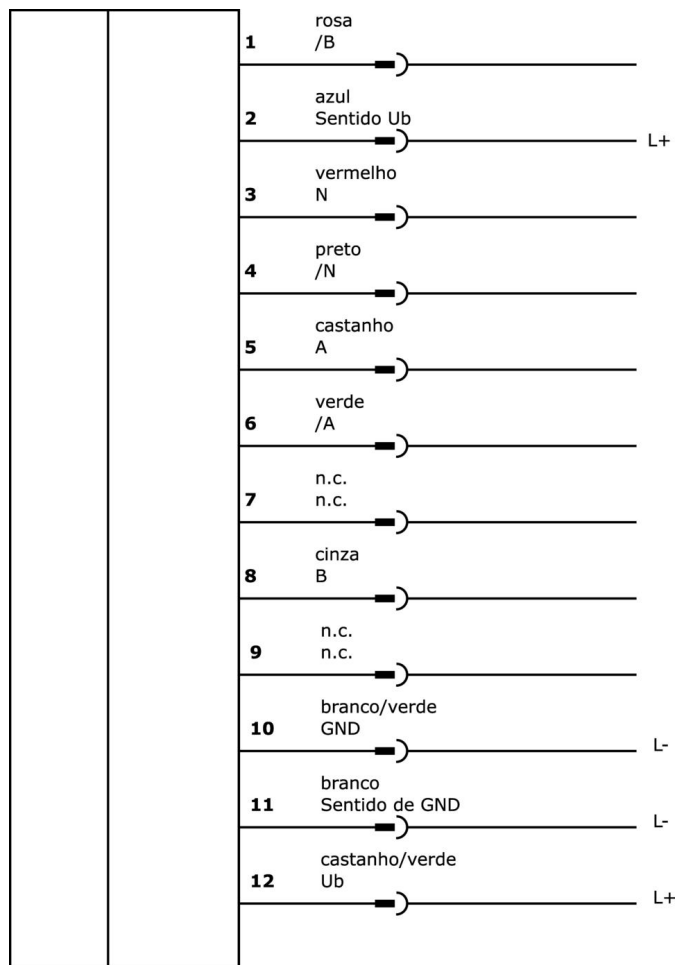 rosa
1 /B
azul
2 Sentido Ub
L+
vermelho
3 N
preto
4 /N
castanho
5 A
verde
6 /A
n.c.
7 n.c.
cinza
8 B
n.c.
9 n.c.
branco/verde
10 GND
L-
branco
11 Sentido de GND
L-
castanho/verde
12 Ub
L+